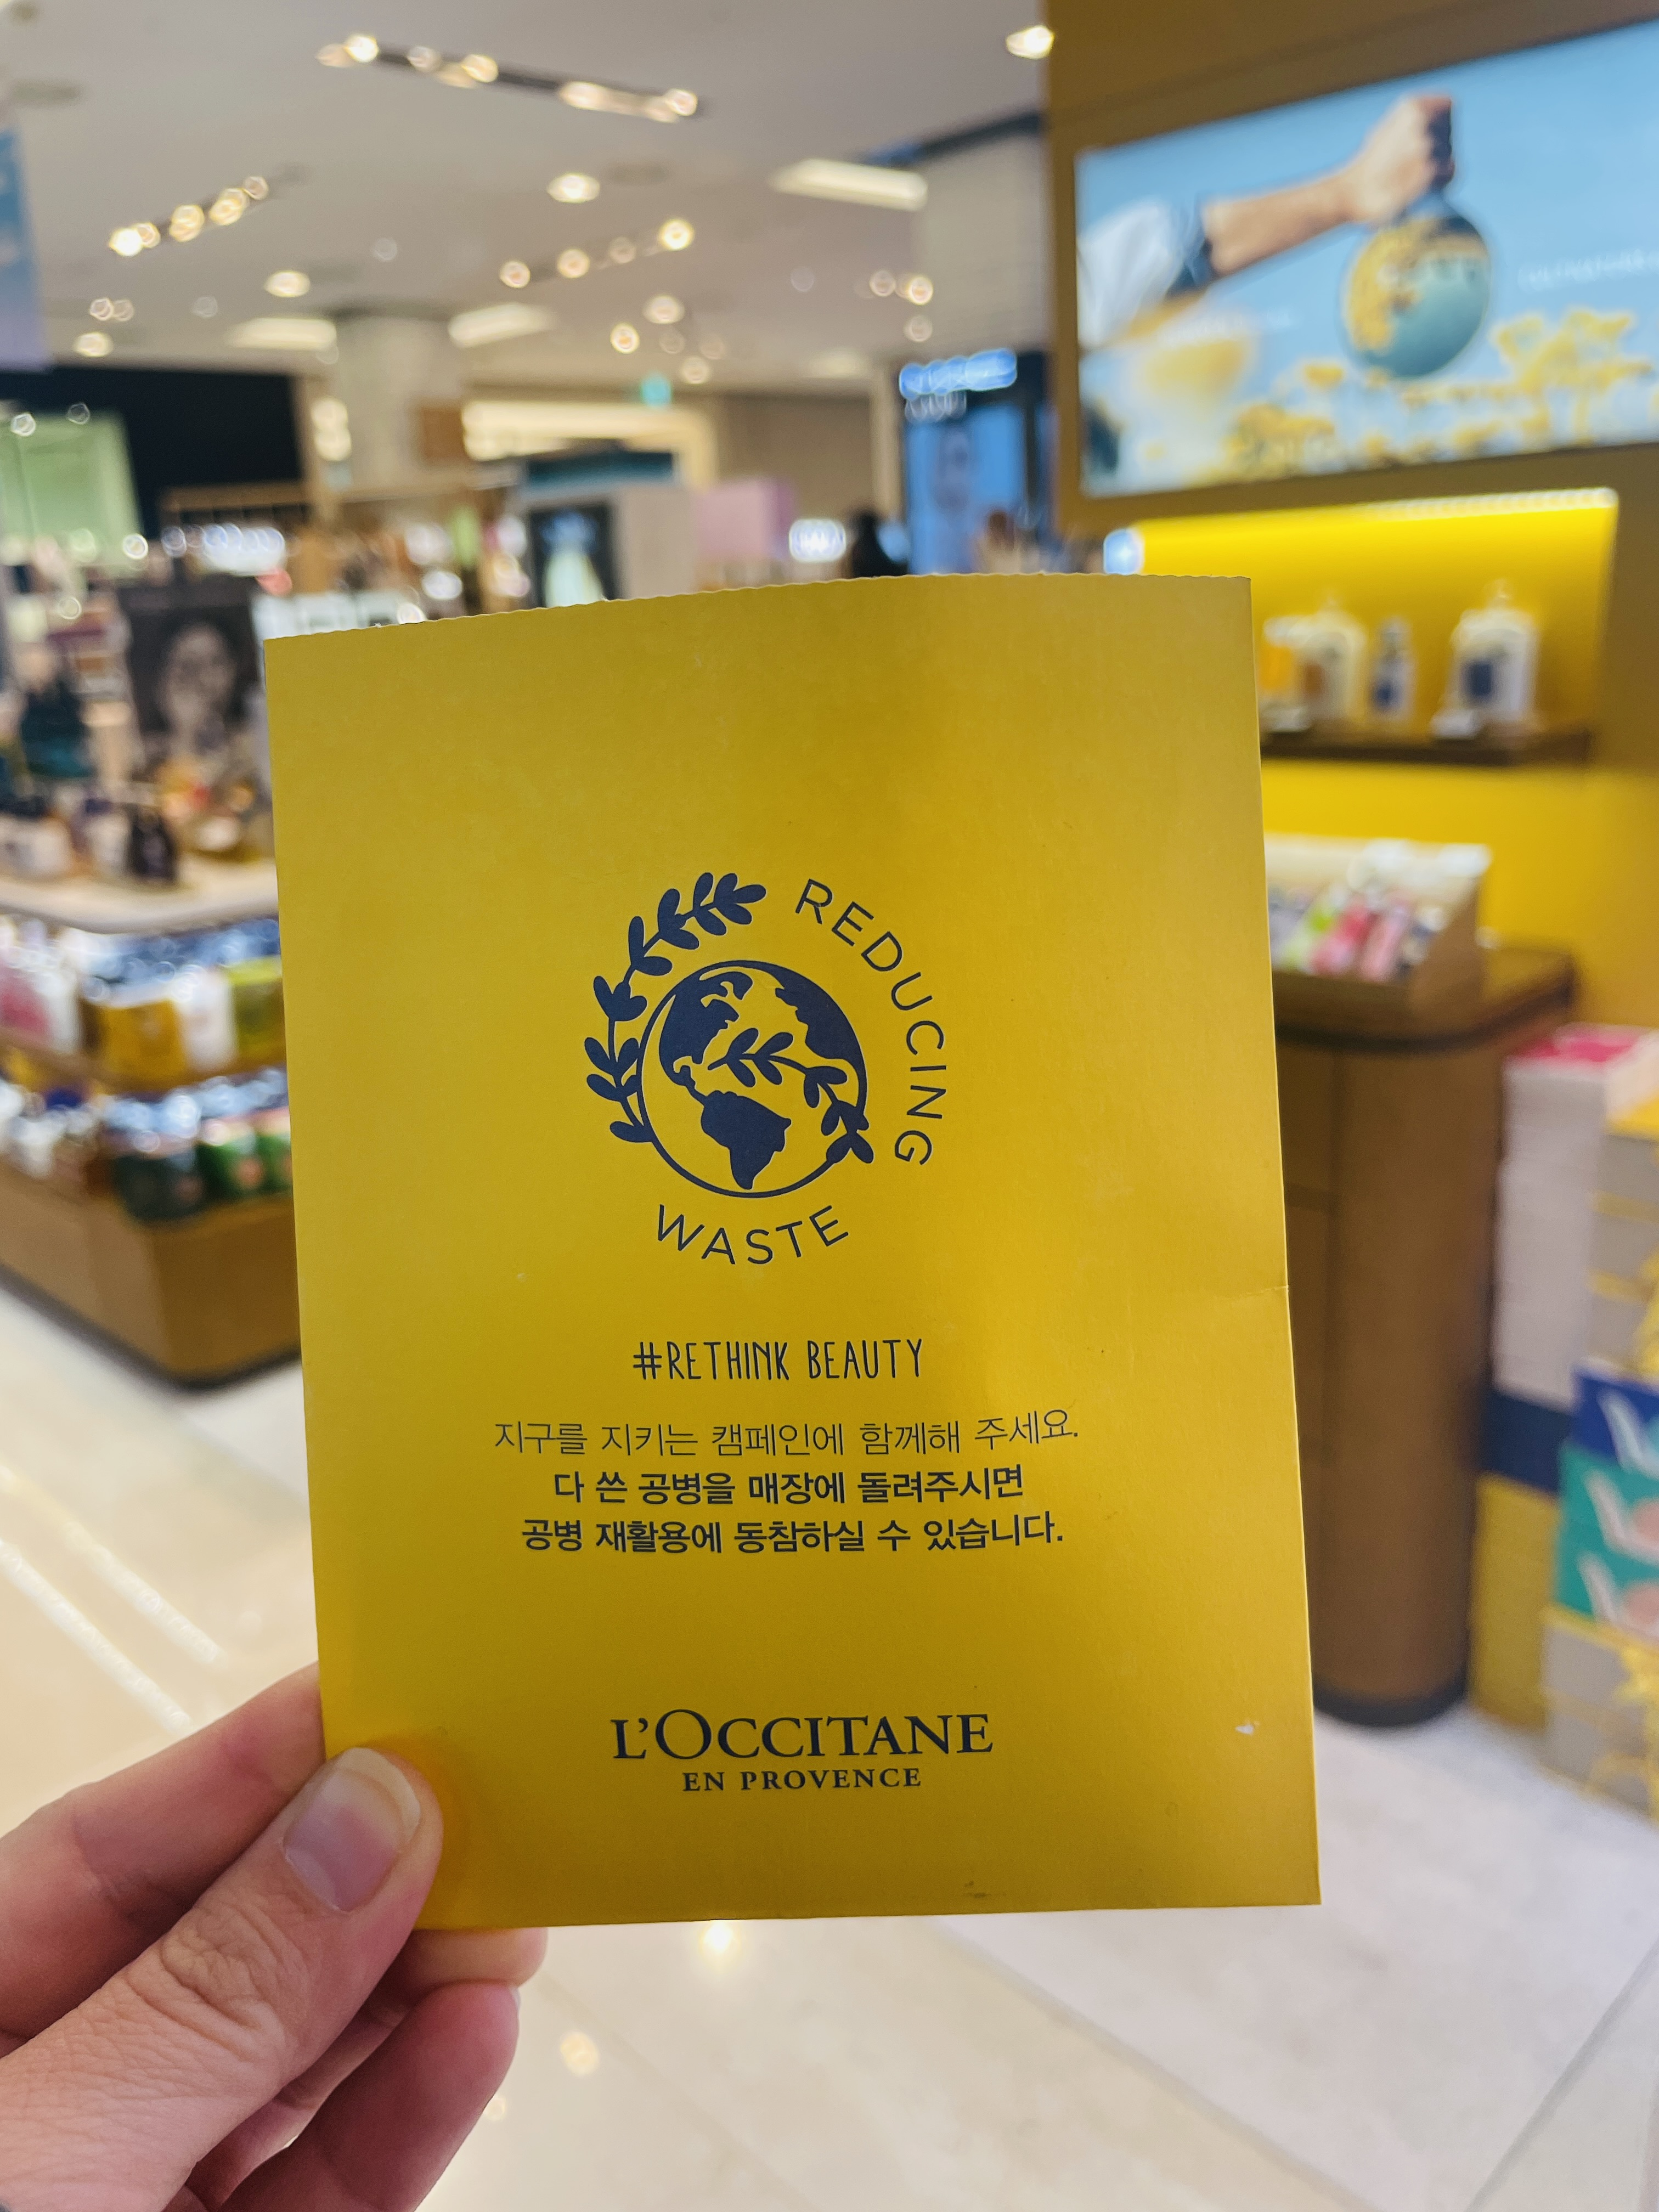 REDUCING
WASTE
#RETHINK BEAUTY
지구를 지키는 캠페인에 함께해 주세요.
다 쓴 공병을 매장에 돌려주시면
공병 재활용에 동참하실 수 있습니다.
L'OCCITANE
EN PROVENCE